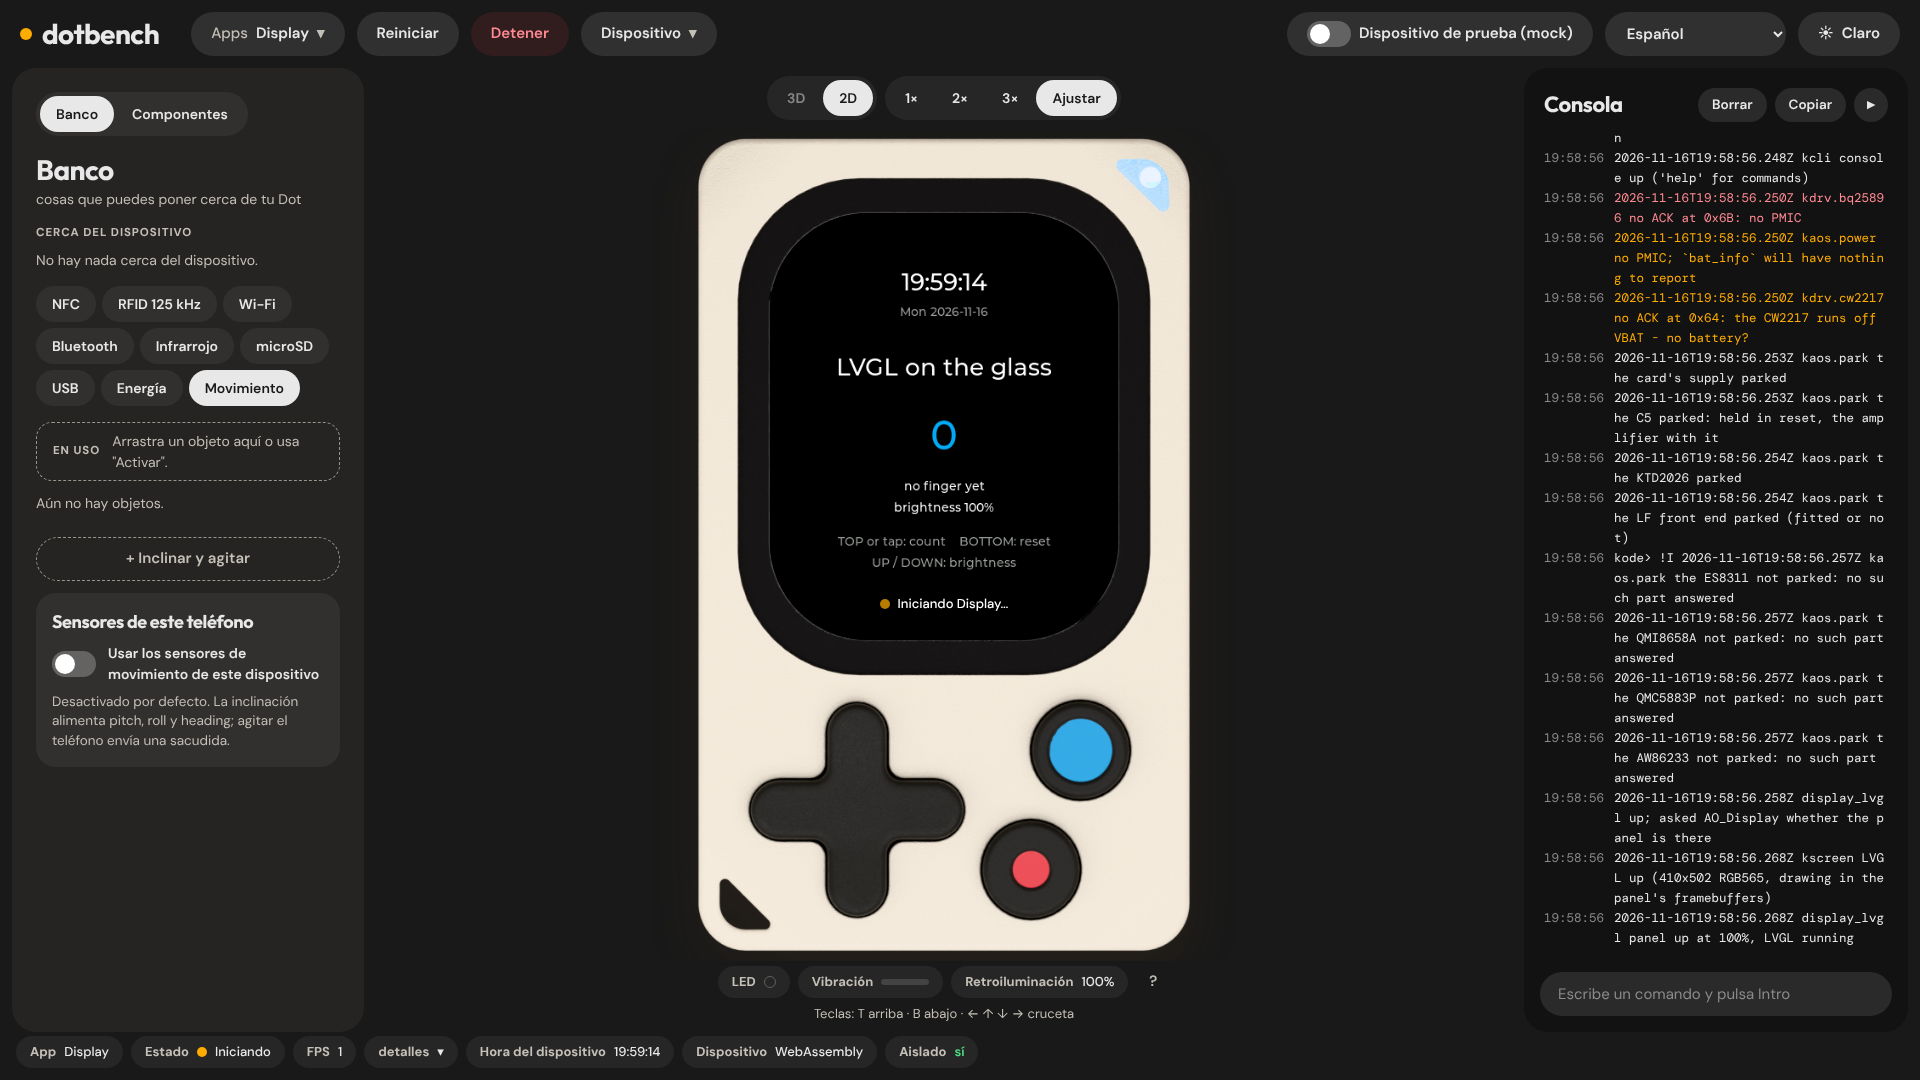 dotbench
Apps Display ▾
Reiniciar
Detener
Dispositivo ▾
Dispositivo de prueba (mock)
Español
☀ Claro
Banco
Componentes
Banco
cosas que puedes poner cerca de tu Dot
CERCA DEL DISPOSITIVO
No hay nada cerca del dispositivo.
NFC
RFID 125 kHz
Wi-Fi
Bluetooth
Infrarrojo
microSD
USB
Energía
Movimiento
EN USO
Arrastra un objeto aquí o usa
"Activar".
Aún no hay objetos.
+ Inclinar y agitar
Sensores de este teléfono
Usar los sensores de
movimiento de este dispositivo
Desactivado por defecto. La inclinación
alimenta pitch, roll y heading; agitar el
teléfono envía una sacudida.
3D
2D
1×
2×
3×
Ajustar
19:59:14
Mon 2026-11-16
LVGL on the glass
0
no finger yet
brightness 100%
TOP or tap: count BOTTOM: reset
UP / DOWN: brightness
Iniciando Display…
LED
Vibración
Retroiluminación 100%
?
Teclas: T arriba · B abajo · ← ↑ ↓ → cruceta
Consola
Borrar
Copiar
▶
n
19:58:56 2026-11-16T19:58:56.248Z kcli consol
e up ('help' for commands)
19:58:56 2026-11-16T19:58:56.250Z kdrv.bq2589
6 no ACK at 0x6B: no PMIC
19:58:56 2026-11-16T19:58:56.250Z kaos.power
no PMIC; `bat_info` will have nothin
g to report
19:58:56 2026-11-16T19:58:56.250Z kdrv.cw2217
no ACK at 0x64: the CW2217 runs off
VBAT - no battery?
19:58:56 2026-11-16T19:58:56.253Z kaos.park t
he card's supply parked
19:58:56 2026-11-16T19:58:56.253Z kaos.park t
he C5 parked: held in reset, the amp
lifier with it
19:58:56 2026-11-16T19:58:56.254Z kaos.park t
he KTD2026 parked
19:58:56 2026-11-16T19:58:56.254Z kaos.park t
he LF front end parked (fitted or no
t)
19:58:56 kode> !I 2026-11-16T19:58:56.257Z ka
os.park the ES8311 not parked: no su
ch part answered
19:58:56 2026-11-16T19:58:56.257Z kaos.park t
he QMI8658A not parked: no such part
answered
19:58:56 2026-11-16T19:58:56.257Z kaos.park t
he QMC5883P not parked: no such part
answered
19:58:56 2026-11-16T19:58:56.257Z kaos.park t
he AW86233 not parked: no such part
answered
19:58:56 2026-11-16T19:58:56.258Z display_lvg
l up; asked AO_Display whether the p
anel is there
19:58:56 2026-11-16T19:58:56.268Z kscreen LVG
L up (410x502 RGB565, drawing in the
panel's framebuffers)
19:58:56 2026-11-16T19:58:56.268Z display_lvg
l panel up at 100%, LVGL running
Escribe un comando y pulsa Intro
App Display
Estado Iniciando
FPS 1
detalles ▾
Hora del dispositivo 19:59:14
Dispositivo WebAssembly
Aislado sí